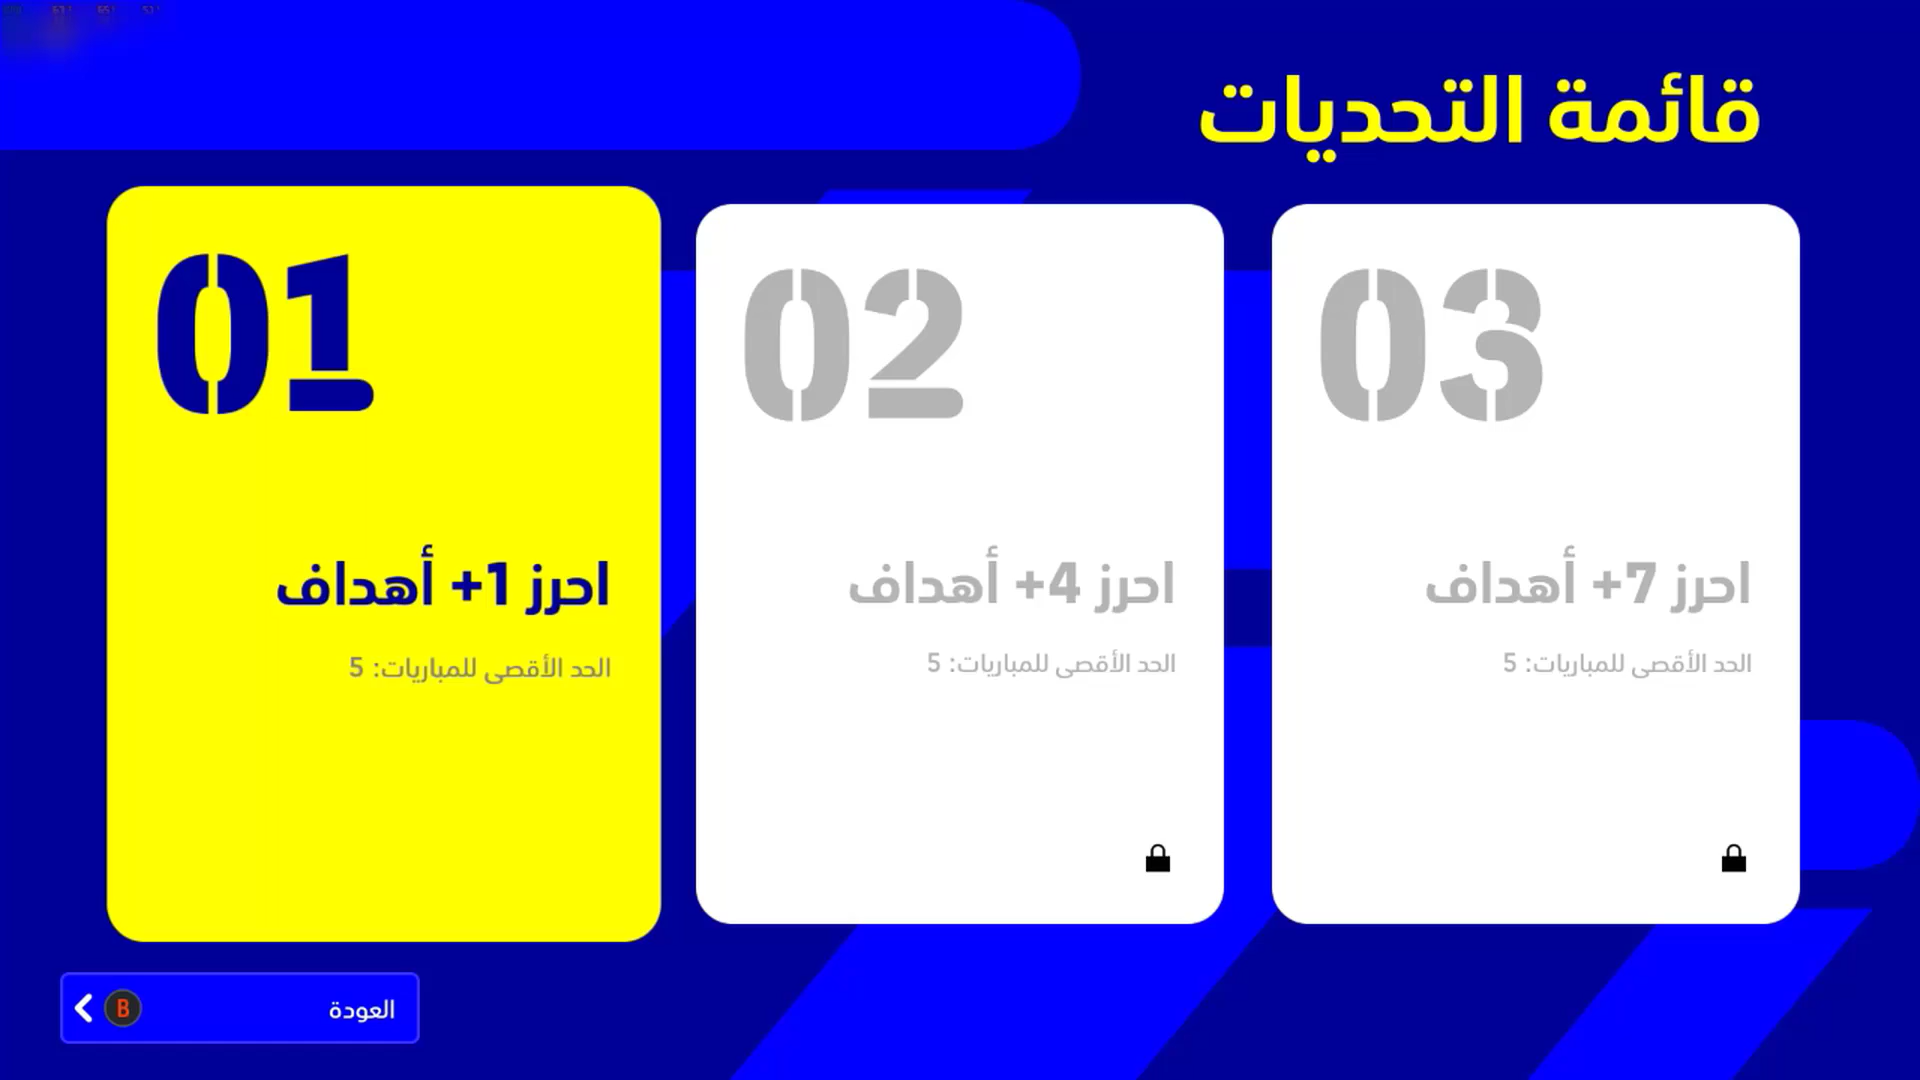 قائمة التحديات
01
احرز 1+ أهداف
الحد الأقصى للمباريات: 5
02
احرز 4+ أهداف
الحد الأقصى للمباريات: 5
03
احرز 7+ أهداف
الحد الأقصى للمباريات: 5
B العودة